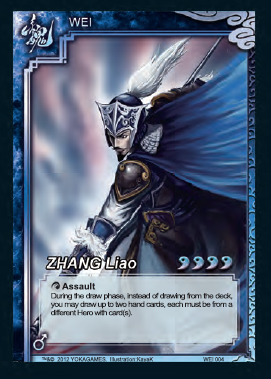 WEI
ZHANG Liao
Assault
During the draw phase, instead of drawing from the deck,
you may draw up to two hand cards, each must be from a
different Hero with card(s).
™&© 2012 YOKAGAMES. Illustration KayaK WEI 004